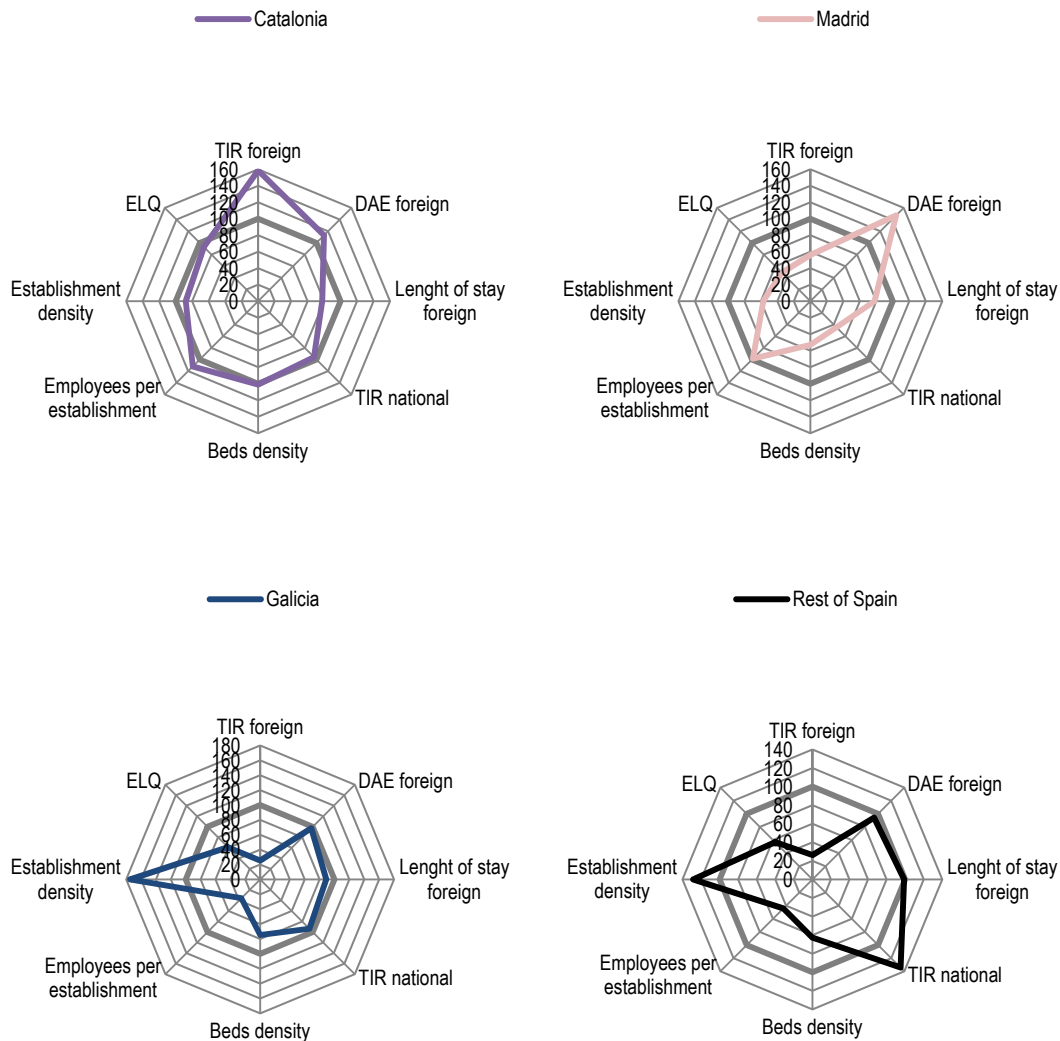 Catalonia
TIR foreign
160
140
120
100
80
60
40
20
0
DAE foreign
Lenght of stay
foreign
TIR national
Beds density
Employees per
establishment
Establishment
density
ELQ
Madrid
TIR foreign
160
140
120
100
80
60
40
20
0
DAE foreign
Lenght of stay
foreign
TIR national
Beds density
Employees per
establishment
Establishment
density
ELQ
Galicia
TIR foreign
180
160
140
120
100
80
60
40
20
0
DAE foreign
Lenght of stay
foreign
TIR national
Beds density
Employees per
establishment
Establishment
density
ELQ
Rest of Spain
TIR foreign
140
120
100
80
60
40
20
0
DAE foreign
Lenght of stay
foreign
TIR national
Beds density
Employees per
establishment
Establishment
density
ELQ